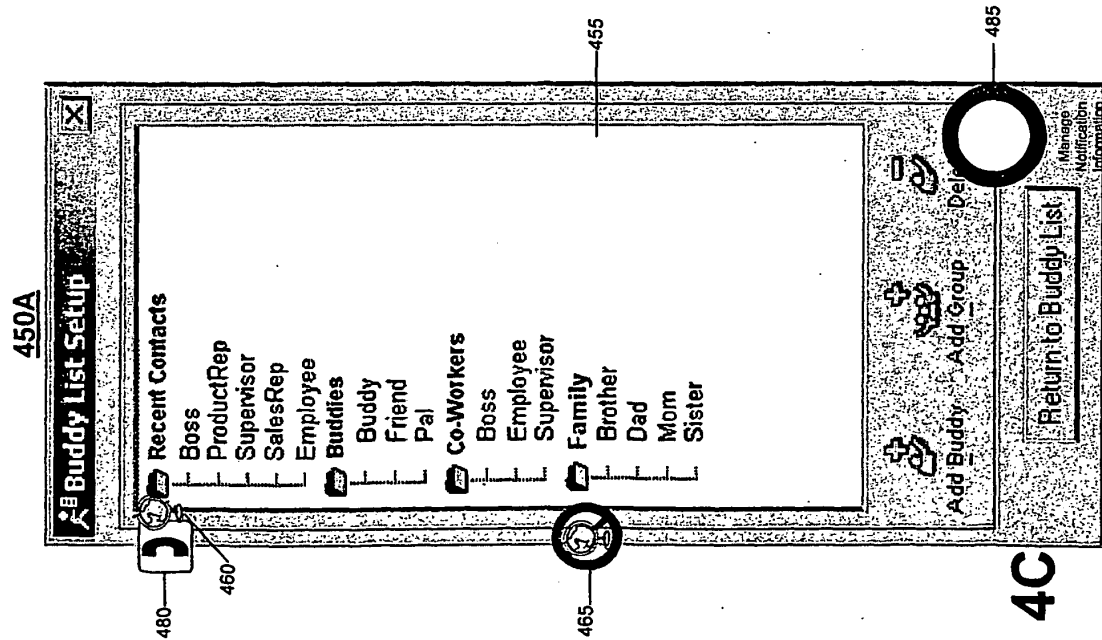 450A
Buddy List Setup
Recent Contacts
Boss
ProductRep
Supervisor
SalesRep
Employee
Buddies
Buddy
Friend
Pal
Co-Workers
Boss
Employee
Supervisor
Family
Brother
Dad
Mom
Sister
Add Buddy Add Group Dele
Return to Buddy List
Manage
Notification
Information
480
460
465
455
485
4C